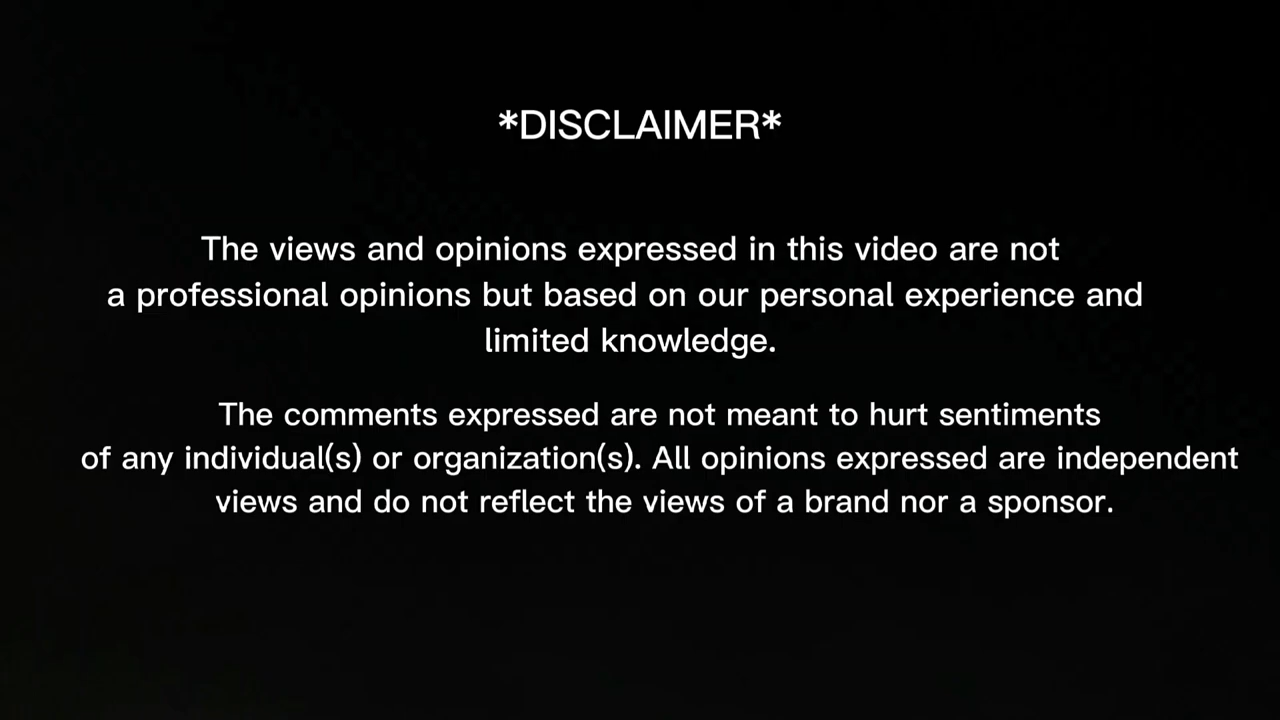 *DISCLAIMER*
The views and opinions expressed in this video are not
a professional opinions but based on our personal experience and
limited knowledge.
The comments expressed are not meant to hurt sentiments
of any individual(s) or organization(s). All opinions expressed are independent
views and do not reflect the views of a brand nor a sponsor.